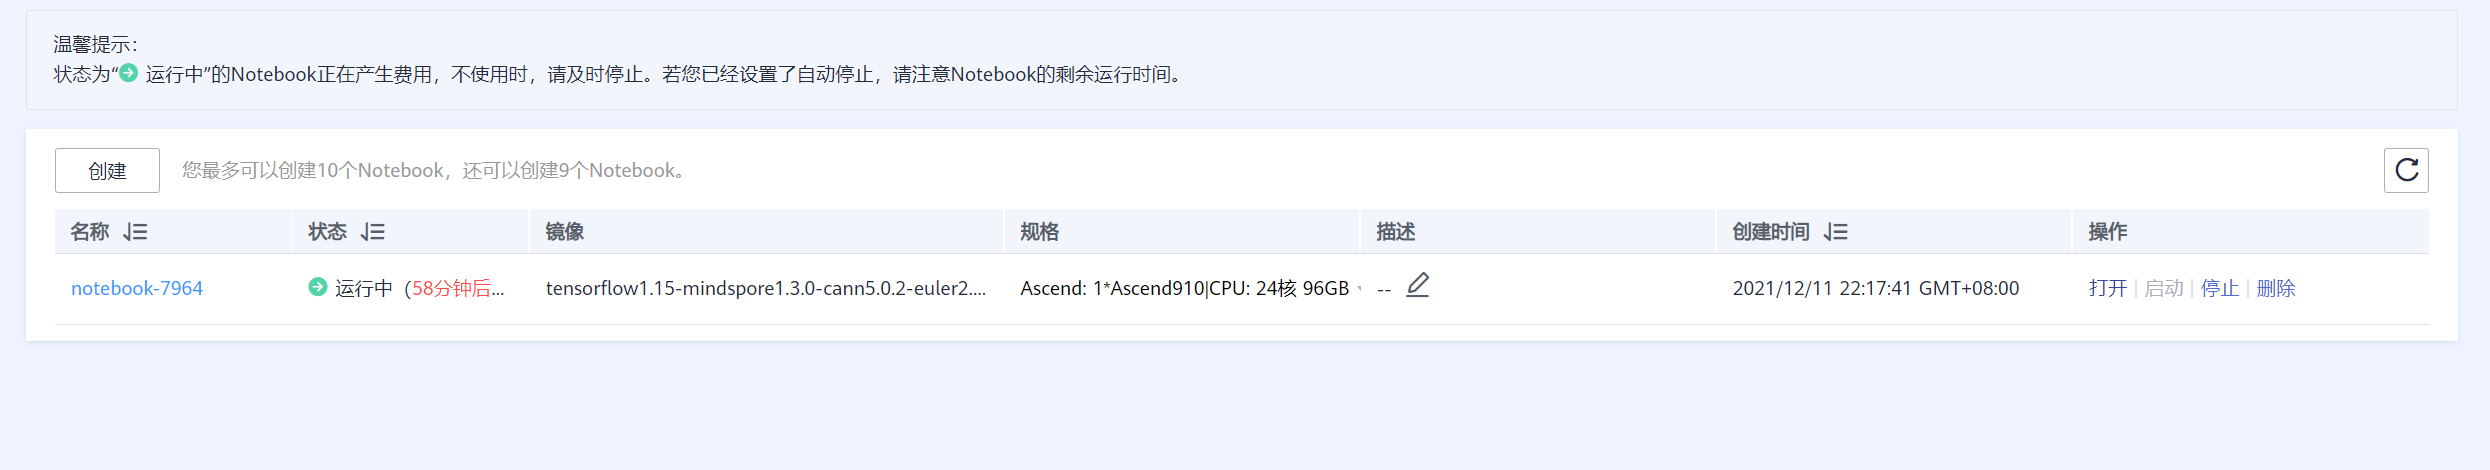 温馨提示：
状态为“运行中”的Notebook正在产生费用，不使用时，请及时停止。若您已经设置了自动停止，请注意Notebook的剩余运行时间。
创建 您最多可以创建10个Notebook，还可以创建9个Notebook。
名称 状态 镜像 规格 描述 创建时间 操作
notebook-7964 运行中（58分钟后... tensorflow1.15-mindspore1.3.0-cann5.0.2-euler2.... Ascend: 1*Ascend910|CPU: 24核 96GB -- 2021/12/11 22:17:41 GMT+08:00 打开 | 启动 | 停止 | 删除